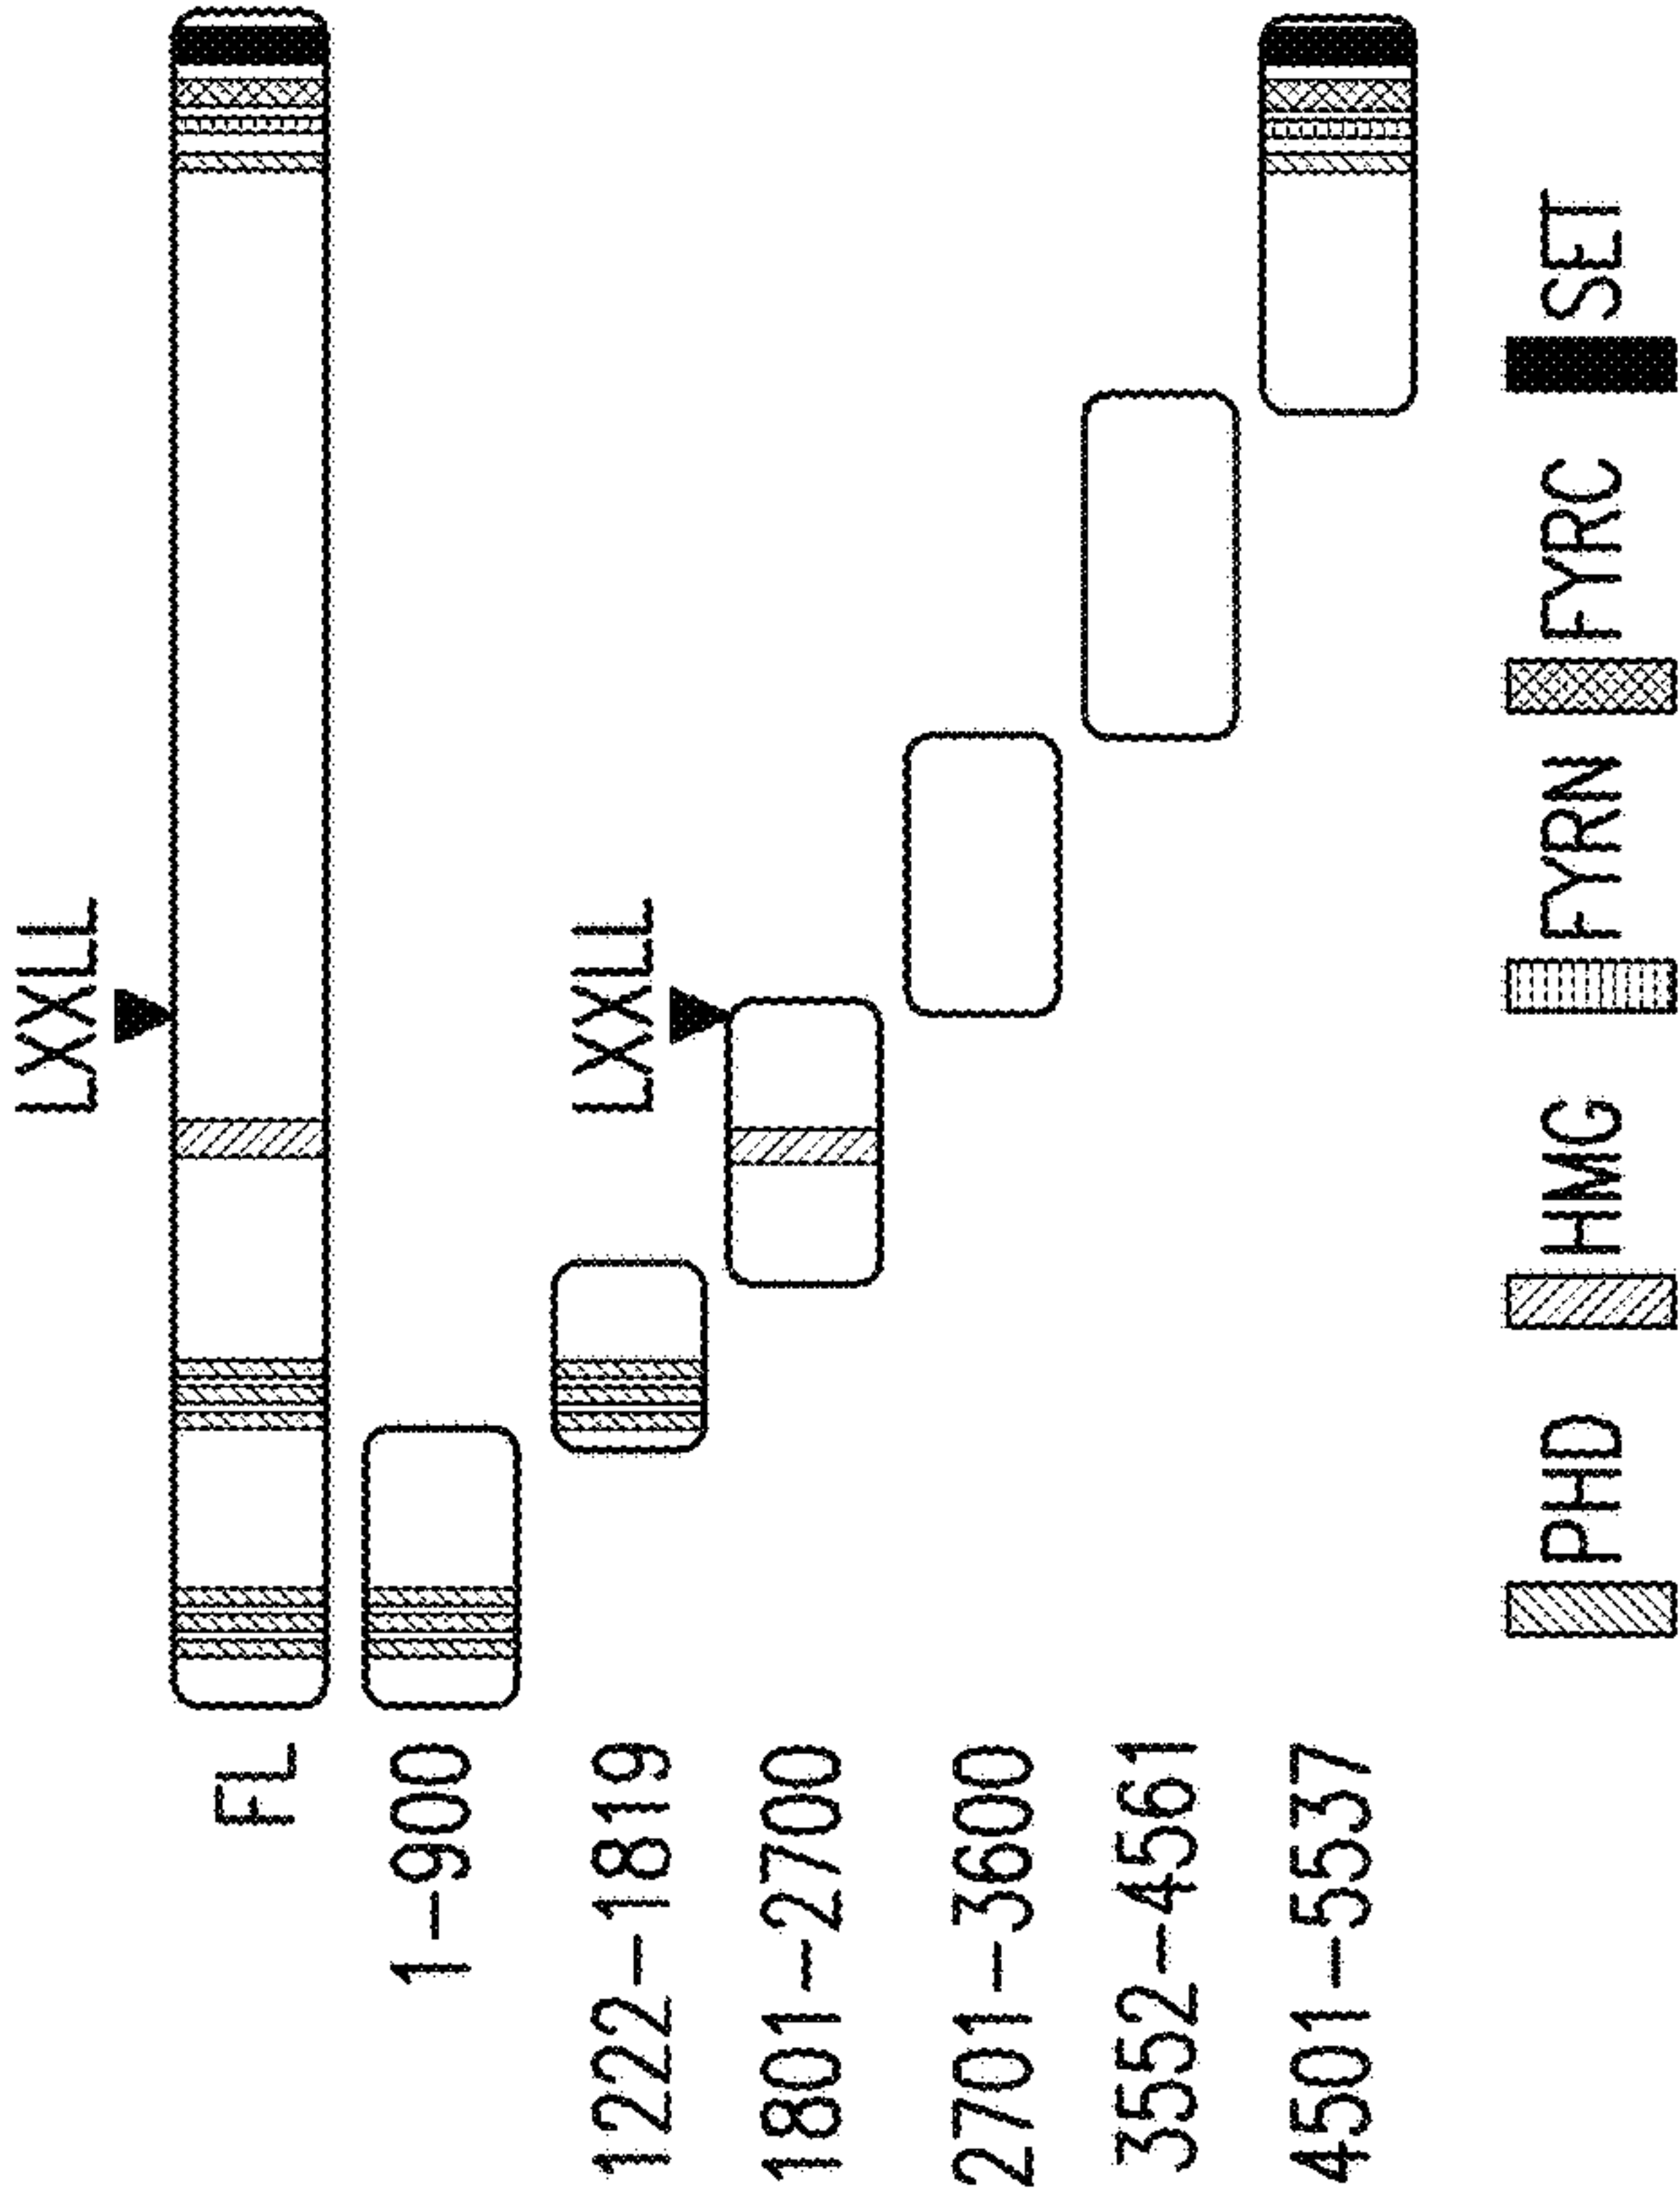 LXXLL
FL
1-900
1222-1819
LXXLL
1801-2700
2701-3600
3552-4561
4501-5537
PHD HMG FYRN FYRC SET